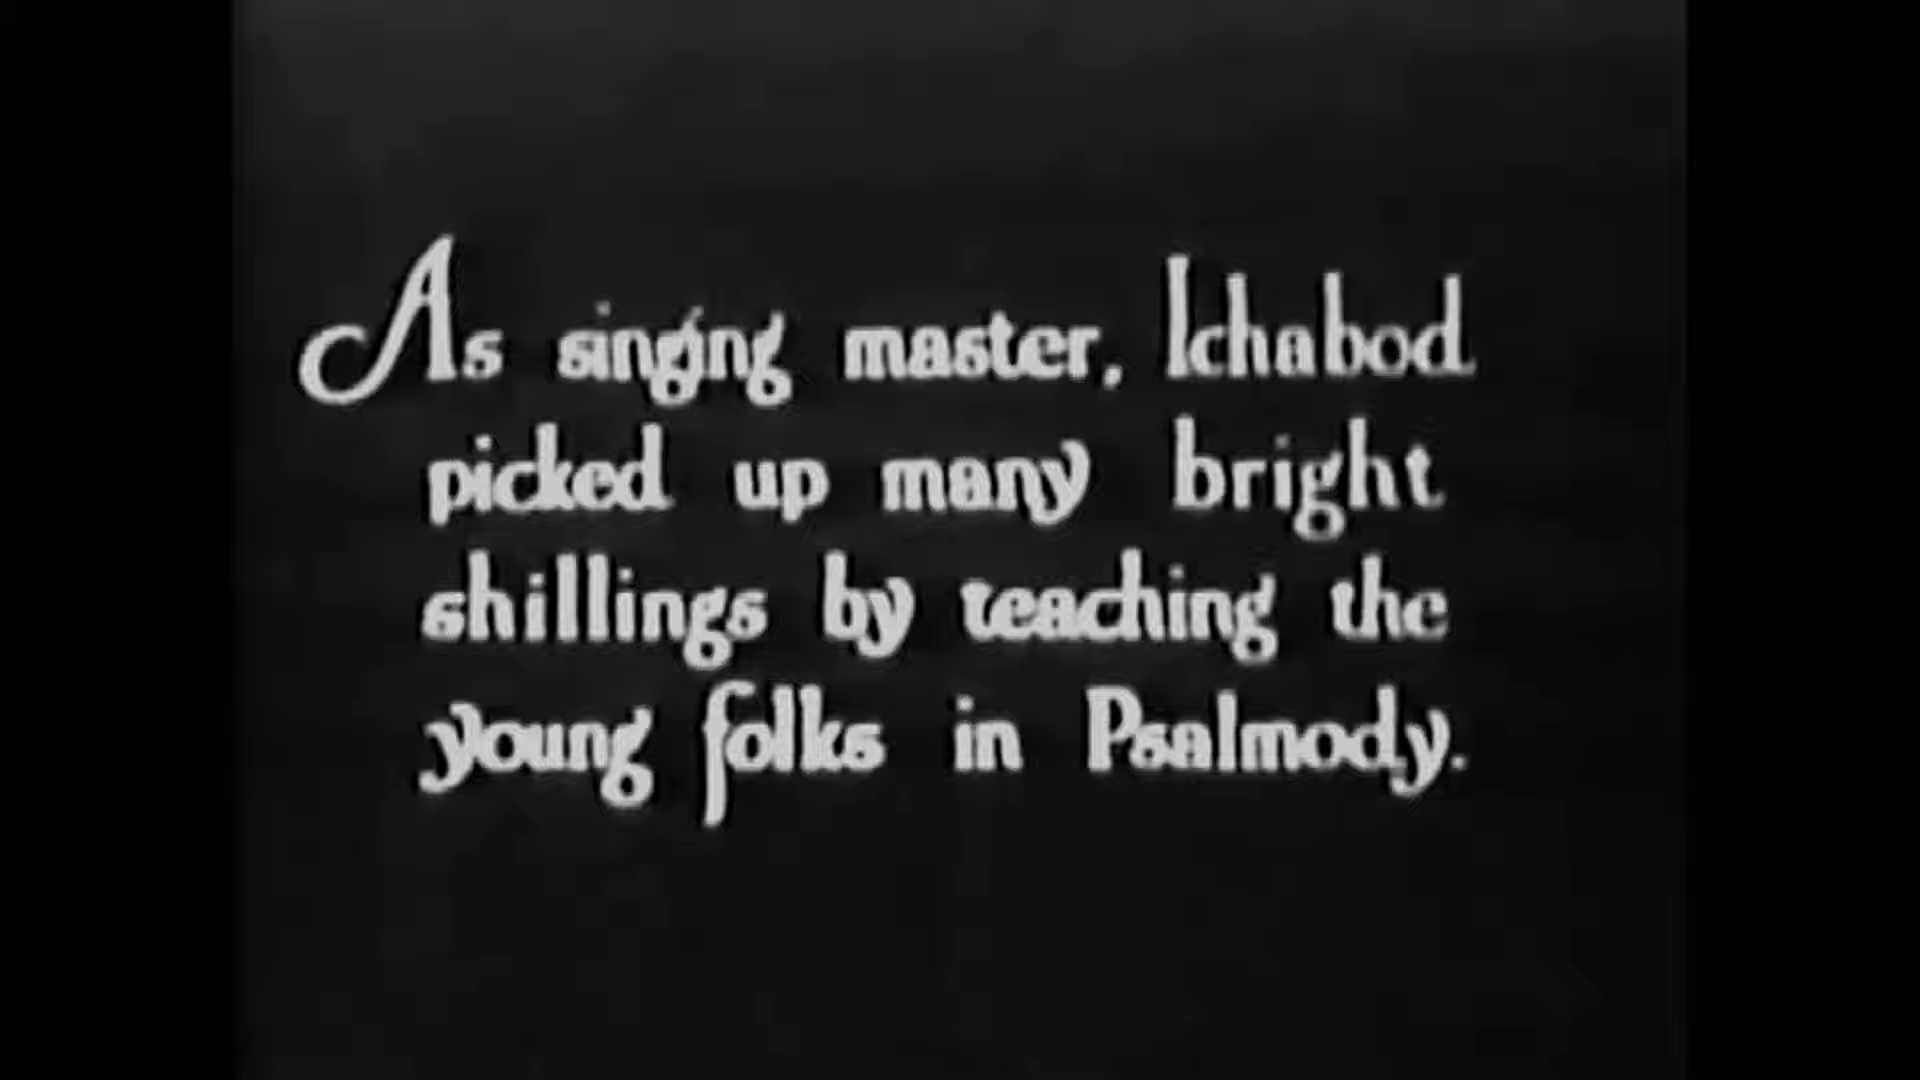 As singing master, Ichabod
picked up many bright
shillings by teaching the
young folks in Psalmody.